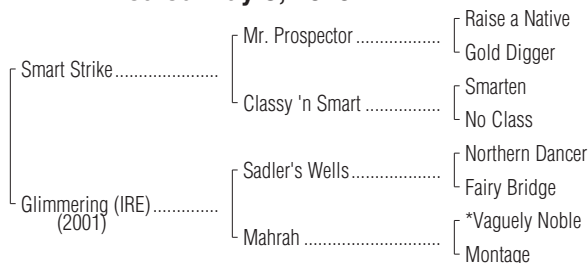 Raise a Native
Mr. Prospector
Gold Digger
Smart Strike
Smarten
Classy 'n Smart
No Class
Northern Dancer
Sadler's Wells
Fairy Bridge
Glimmering (IRE)
(2001)
*Vaguely Noble
Mahrah
Montage